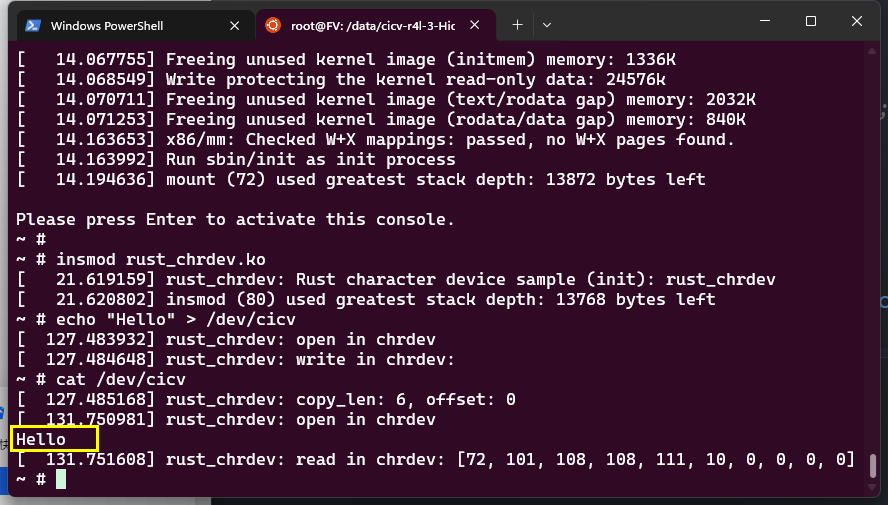 Windows PowerShell
root@FV: /data/cicv-r4l-3-Hic
[   14.067755] Freeing unused kernel image (initmem) memory: 1336K
[   14.068549] Write protecting the kernel read-only data: 24576k
[   14.070711] Freeing unused kernel image (text/rodata gap) memory: 2032K
[   14.071253] Freeing unused kernel image (rodata/data gap) memory: 840K
[   14.163653] x86/mm: Checked W+X mappings: passed, no W+X pages found.
[   14.163992] Run sbin/init as init process
[   14.194636] mount (72) used greatest stack depth: 13872 bytes left
Please press Enter to activate this console.
~ #
~ # insmod rust_chrdev.ko
[   21.619159] rust_chrdev: Rust character device sample (init): rust_chrdev
[   21.620802] insmod (80) used greatest stack depth: 13768 bytes left
~ # echo "Hello" > /dev/cicv
[  127.483932] rust_chrdev: open in chrdev
[  127.484648] rust_chrdev: write in chrdev:
~ # cat /dev/cicv
[  127.485168] rust_chrdev: copy_len: 6, offset: 0
[  131.750981] rust_chrdev: open in chrdev
Hello
[  131.751608] rust_chrdev: read in chrdev: [72, 101, 108, 108, 111, 10, 0, 0, 0, 0]
~ #